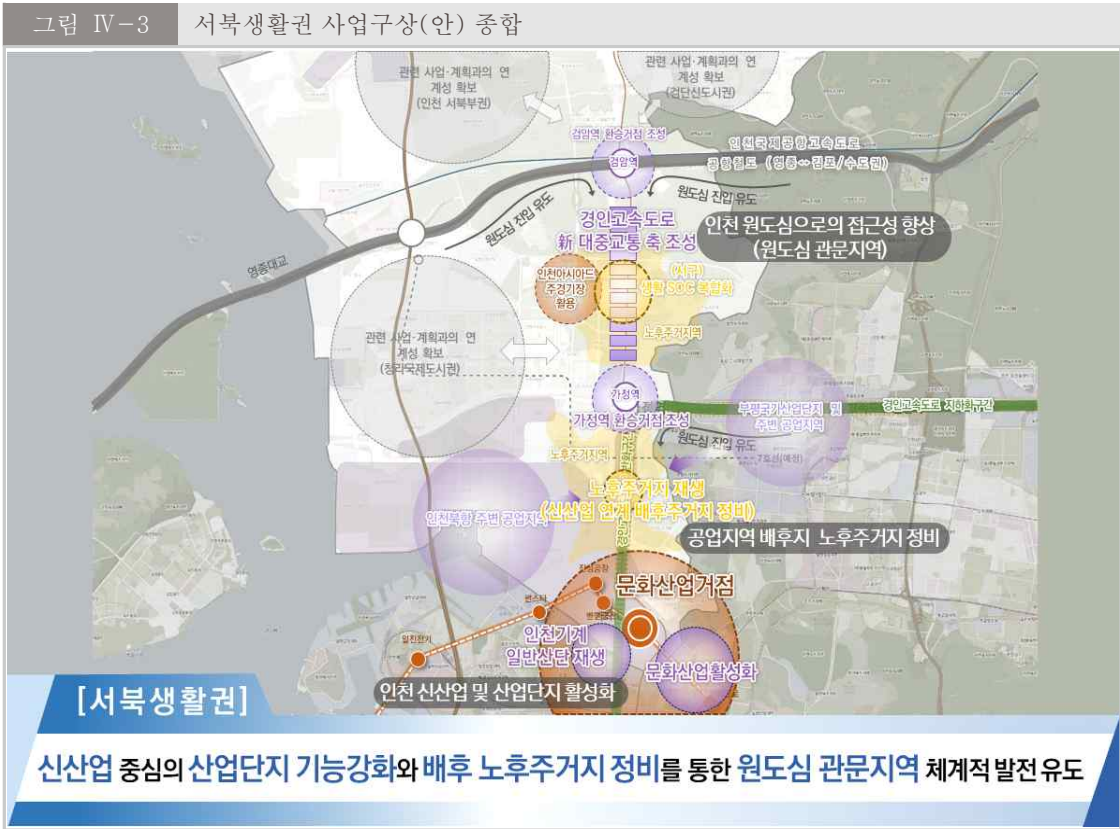 그림 Ⅳ-3
서북생활권 사업구상(안) 종합
관련 사업·계획과의 연
계성 확보
(인천 서북부권)
관련 사업·계획과의 연
계성 확보
(검단신도시권)
검암역 환승거점 조성
검암역
인천국제공항고속도로
공항철도 (영종↔김포/수도권)
원도심 진입 유도
원도심 진입 유도
영종대교
경인고속도로
新 대중교통 축 조성
인천 원도심으로의 접근성 향상
(원도심 관문지역)
인천아시아드
주경기장
활용
(서구)
생활 SOC 복합화
노후주거지역
관련 사업·계획과의 연
계성 확보
(청라국제도시권)
가정역
가정역 환승거점 조성
부평국가산업단지 및
주변 공업지역
경인고속도로 지하화구간
원도심 진입 유도
7호선(예정)
노후주거지역
노후주거지 재생
(신산업 연계 배후주거지 정비)
인천북항 주변 공업지역
공업지역 배후지 노후주거지 정비
문화산업거점
인천기계
일반산단 재생
문화산업활성화
일진전기
인천 신산업 및 산업단지 활성화
[서북생활권]
신산업 중심의 산업단지 기능강화와 배후 노후주거지 정비를 통한 원도심 관문지역 체계적 발전 유도